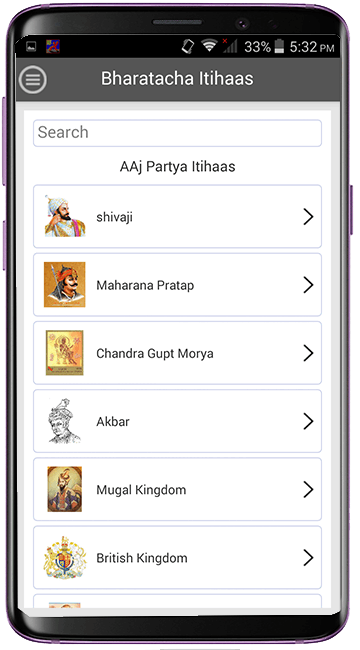 33% 5:32 PM
Bharatacha Itihaas
Search
AAj Partya Itihaas
shivaji
Maharana Pratap
Chandra Gupt Morya
Akbar
Mugal Kingdom
British Kingdom